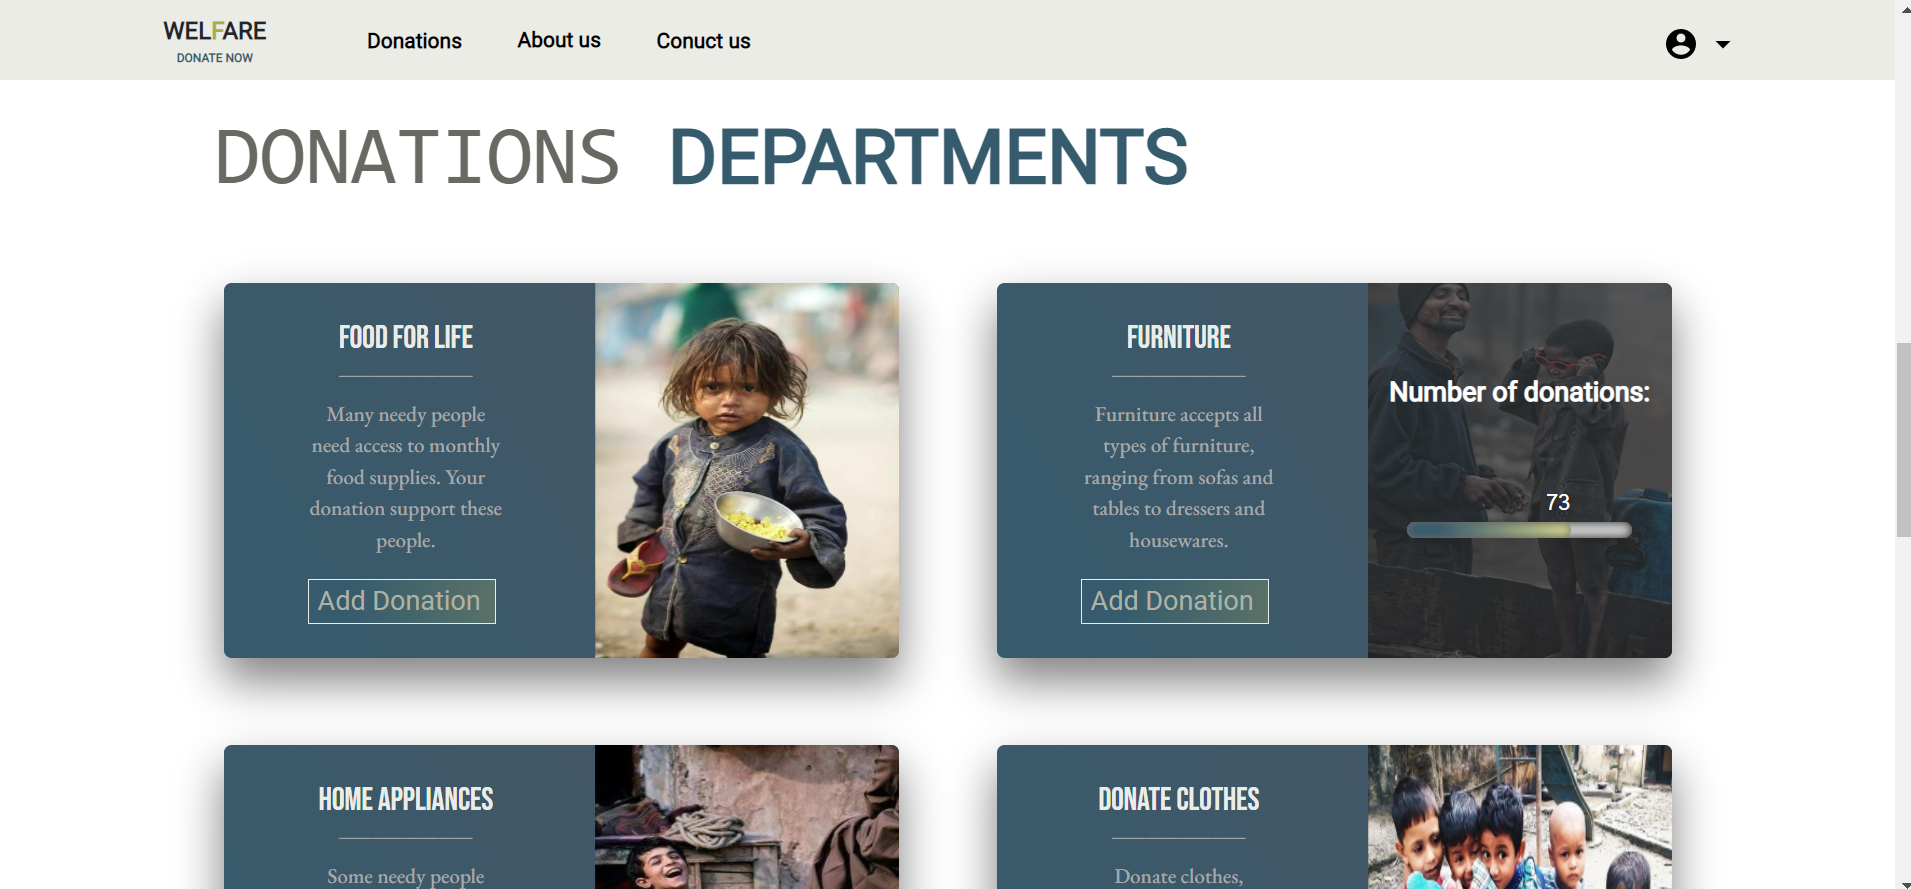 WELFARE
DONATE NOW
Donations
About us
Conuct us
DONATIONS DEPARTMENTS
FOOD FOR LIFE
Many needy people
need access to monthly
food supplies. Your
donation support these
people.
Add Donation
FURNITURE
Furniture accepts all
types of furniture,
ranging from sofas and
tables to dressers and
housewares.
Add Donation
Number of donations:
73
HOME APPLIANCES
Some needy people
DONATE CLOTHES
Donate clothes,